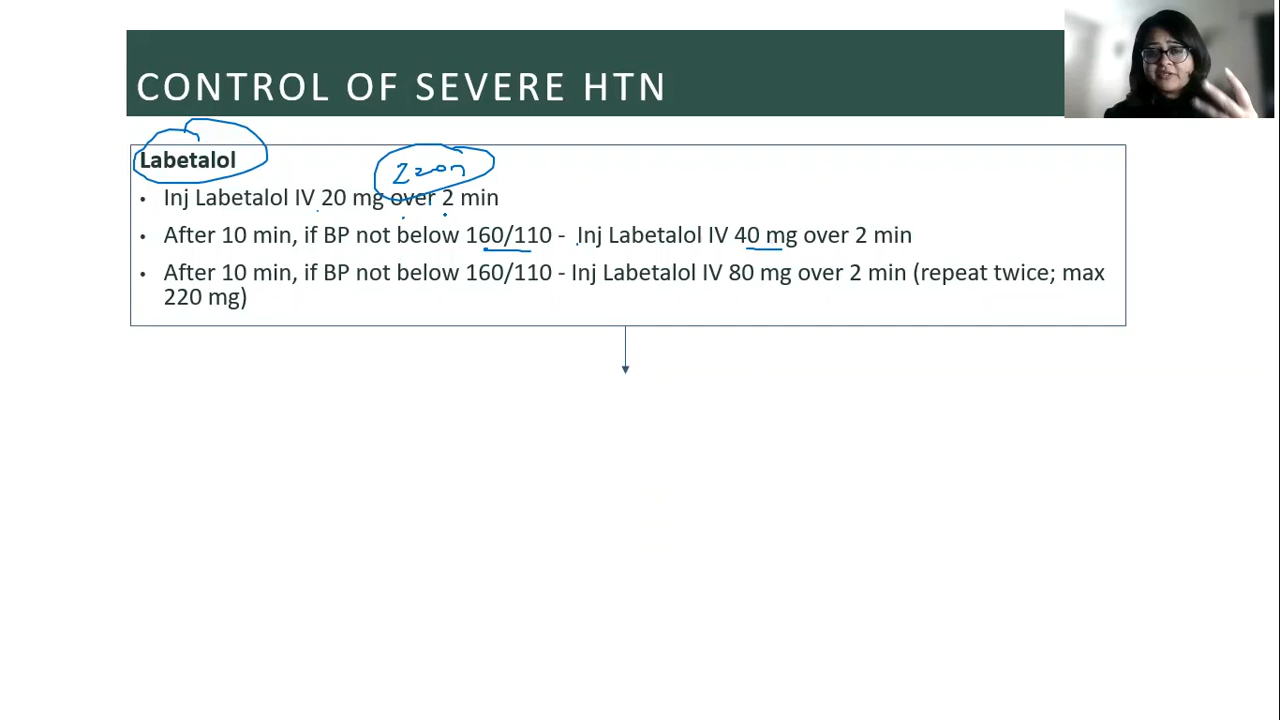 CONTROL OF SEVERE HTN
Labetalol
• Inj Labetalol IV 20 mg over 2 min
• After 10 min, if BP not below 160/110 - Inj Labetalol IV 40 mg over 2 min
• After 10 min, if BP not below 160/110 - Inj Labetalol IV 80 mg over 2 min (repeat twice; max
220 mg)